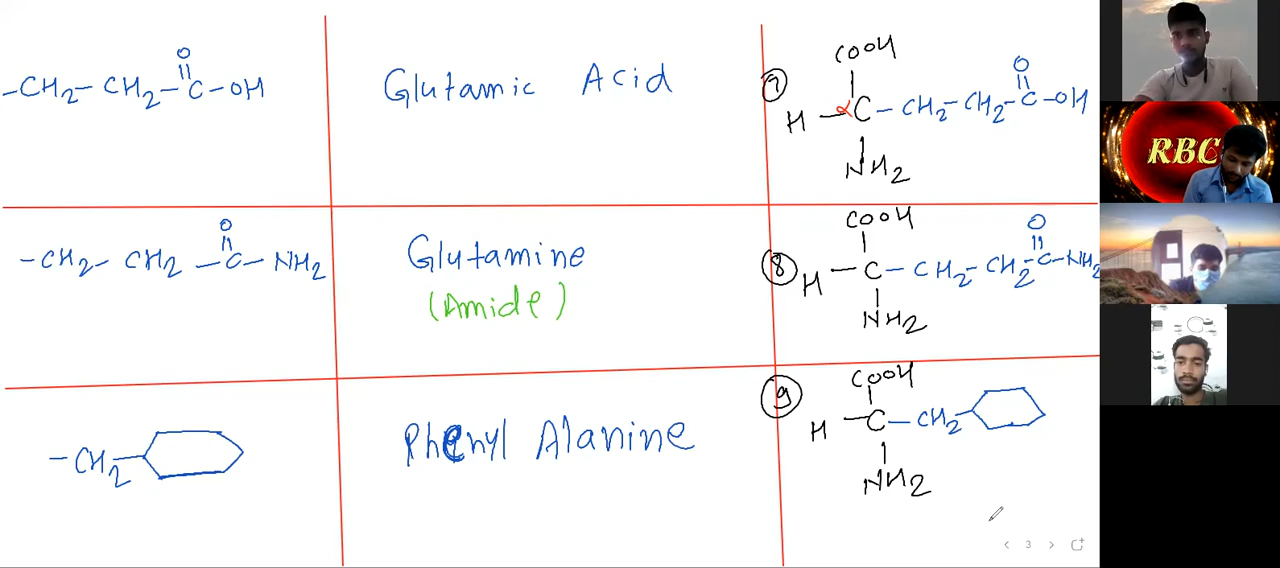 -CH2-CH2-C(=O)-OH
Glutamic Acid
7
COOH
H-αC-CH2-CH2-C(=O)-OH
NH2
-CH2-CH2-C(=O)-NH2
Glutamine
(Amide)
8
COOH
H-C-CH2-CH2-C(=O)-NH2
NH2
-CH2-
Phenyl Alanine
9
COOH
H-C-CH2-
NH2
RBC
< 3 >